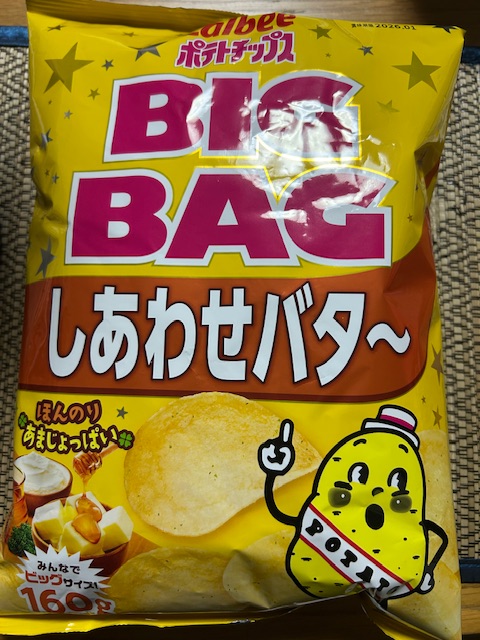 Calbee
2026.01
ポテトチップス
BIG
BAG
しあわせバタ〜
ほんのり
あまじょっぱい
みんなで
ビッグサイズ!
160g
POTATO